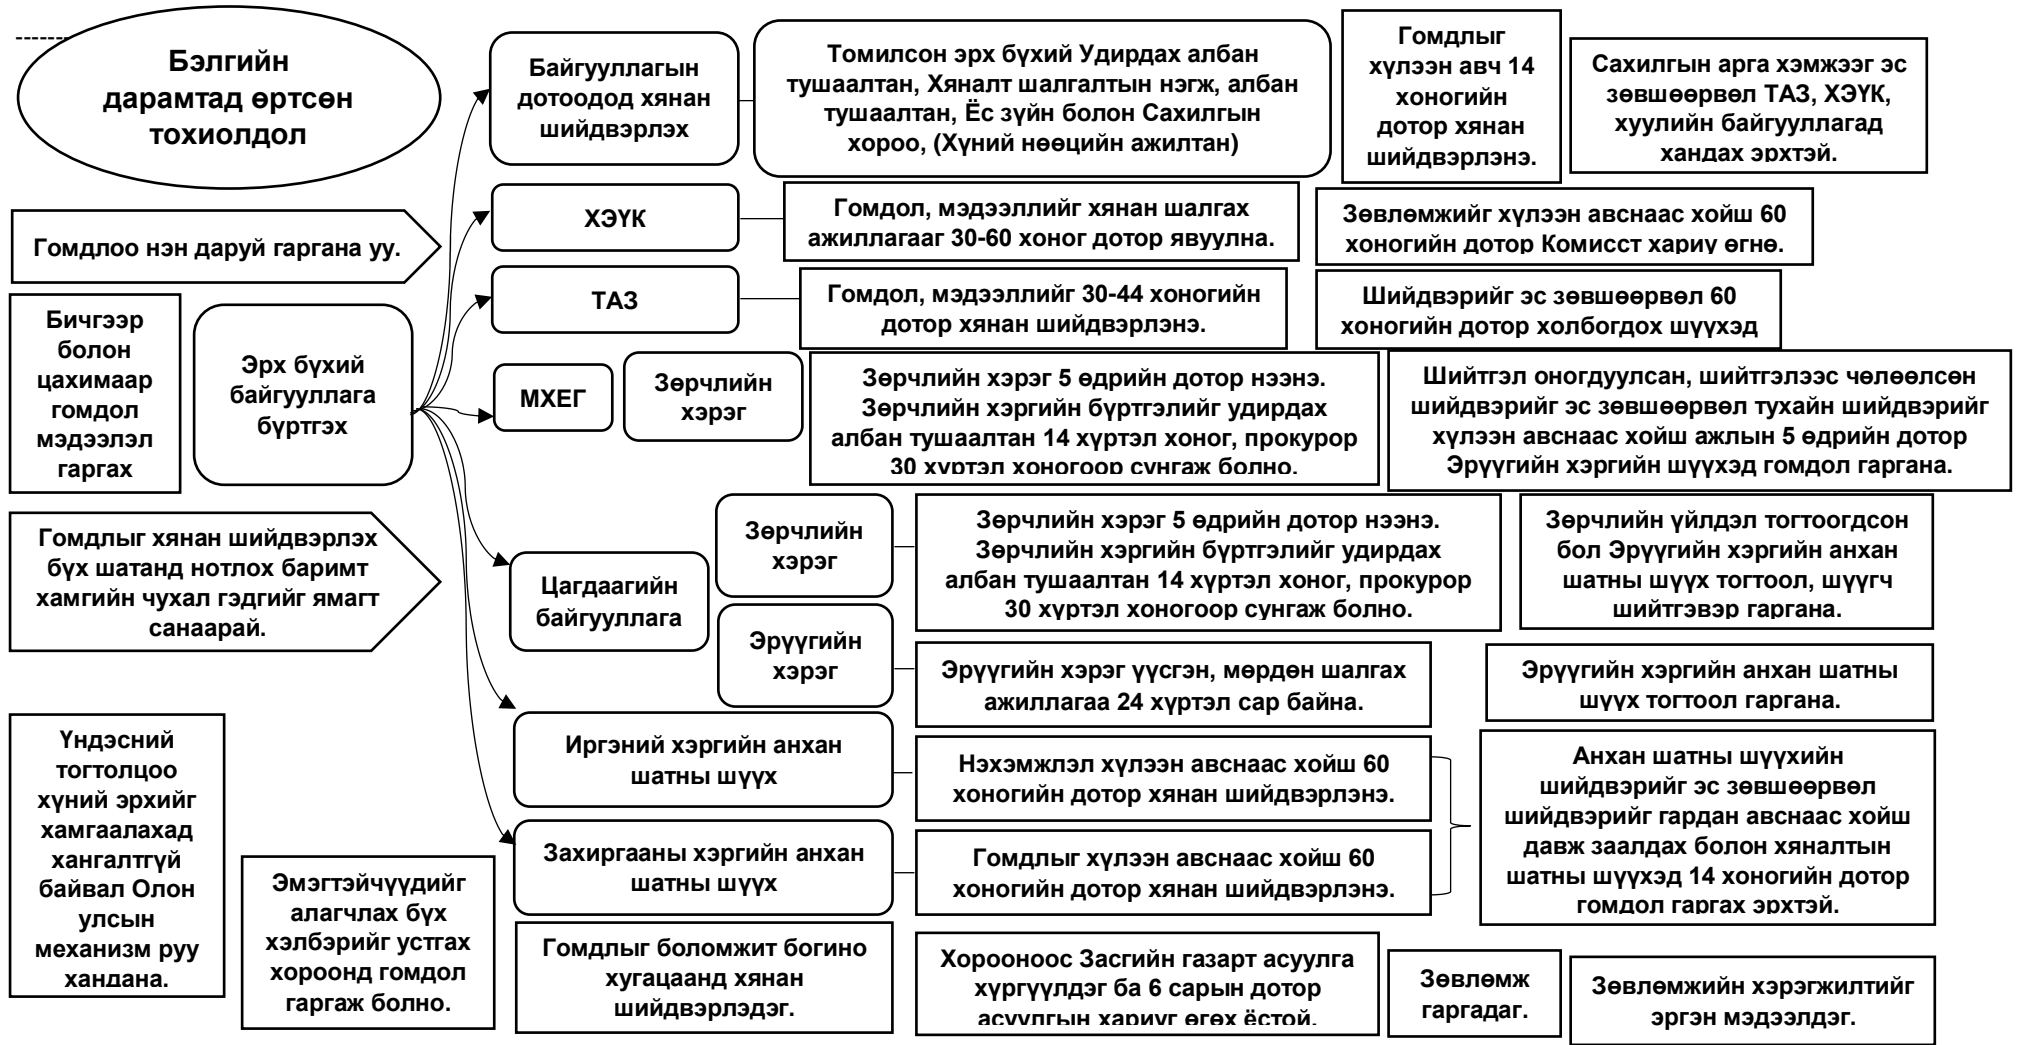 Бэлгийн
дарамтад өртсөн
тохиолдол
Байгууллагын
дотоодод хянан
шийдвэрлэх
Томилсон эрх бүхий Удирдах албан
тушаалтан, Хяналт шалгалтын нэгж, албан
тушаалтан, Ёс зүйн болон Сахилгын
хороо, (Хүний нөөцийн ажилтан)
Гомдлыг
хүлээн авч 14
хоногийн
дотор хянан
шийдвэрлэнэ.
Сахилгын арга хэмжээг эс
зөвшөөрвөл ТАЗ, ХЭҮК,
хуулийн байгууллагад
хандах эрхтэй.
Гомдлоо нэн даруй гаргана уу.
ХЭҮК
Гомдол, мэдээллийг хянан шалгах
ажиллагааг 30-60 хоног дотор явуулна.
Зөвлөмжийг хүлээн авснаас хойш 60
хоногийн дотор Комисст хариу өгнө.
ТАЗ
Гомдол, мэдээллийг 30-44 хоногийн
дотор хянан шийдвэрлэнэ.
Шийдвэрийг эс зөвшөөрвөл 60
хоногийн дотор холбогдох шүүхэд
Бичгээр
болон
цахимаар
гомдол
мэдээлэл
гаргах
Эрх бүхий
байгууллага
бүртгэх
МХЕГ
Зөрчлийн
хэрэг
Зөрчлийн хэрэг 5 өдрийн дотор нээнэ.
Зөрчлийн хэргийн бүртгэлийг удирдах
албан тушаалтан 14 хүртэл хоног, прокурор
30 хүртэл хоногоор сунгаж болно.
Шийтгэл оногдуулсан, шийтгэлээс чөлөөлсөн
шийдвэрийг эс зөвшөөрвөл тухайн шийдвэрийг
хүлээн авснаас хойш ажлын 5 өдрийн дотор
Эрүүгийн хэргийн шүүхэд гомдол гаргана.
Гомдлыг хянан шийдвэрлэх
бүх шатанд нотлох баримт
хамгийн чухал гэдгийг ямагт
санаарай.
Цагдаагийн
байгууллага
Зөрчлийн
хэрэг
Зөрчлийн хэрэг 5 өдрийн дотор нээнэ.
Зөрчлийн хэргийн бүртгэлийг удирдах
албан тушаалтан 14 хүртэл хоног, прокурор
30 хүртэл хоногоор сунгаж болно.
Зөрчлийн үйлдэл тогтоогдсон
бол Эрүүгийн хэргийн анхан
шатны шүүх тогтоол, шүүгч
шийтгэвэр гаргана.
Эрүүгийн
хэрэг
Эрүүгийн хэрэг үүсгэн, мөрдөн шалгах
ажиллагаа 24 хүртэл сар байна.
Эрүүгийн хэргийн анхан шатны
шүүх тогтоол гаргана.
Иргэний хэргийн анхан
шатны шүүх
Нэхэмжлэл хүлээн авснаас хойш 60
хоногийн дотор хянан шийдвэрлэнэ.
Захиргааны хэргийн анхан
шатны шүүх
Гомдлыг хүлээн авснаас хойш 60
хоногийн дотор хянан шийдвэрлэнэ.
Анхан шатны шүүхийн
шийдвэрийг эс зөвшөөрвөл
шийдвэрийг гардан авснаас хойш
давж заалдах болон хяналтын
шатны шүүхэд 14 хоногийн дотор
гомдол гаргах эрхтэй.
Үндэсний
тогтолцоо
хүний эрхийг
хамгаалахад
хангалтгүй
байвал Олон
улсын
механизм руу
хандана.
Эмэгтэйчүүдийг
алагчлах бүх
хэлбэрийг устгах
хороонд гомдол
гаргаж болно.
Гомдлыг боломжит богино
хугацаанд хянан
шийдвэрлэдэг.
Хорооноос Засгийн газарт асуулга
хүргүүлдэг ба 6 сарын дотор
асуулгын хариуг өгөх ёстой.
Зөвлөмж
гаргадаг.
Зөвлөмжийн хэрэгжилтийг
эргэн мэдээлдэг.